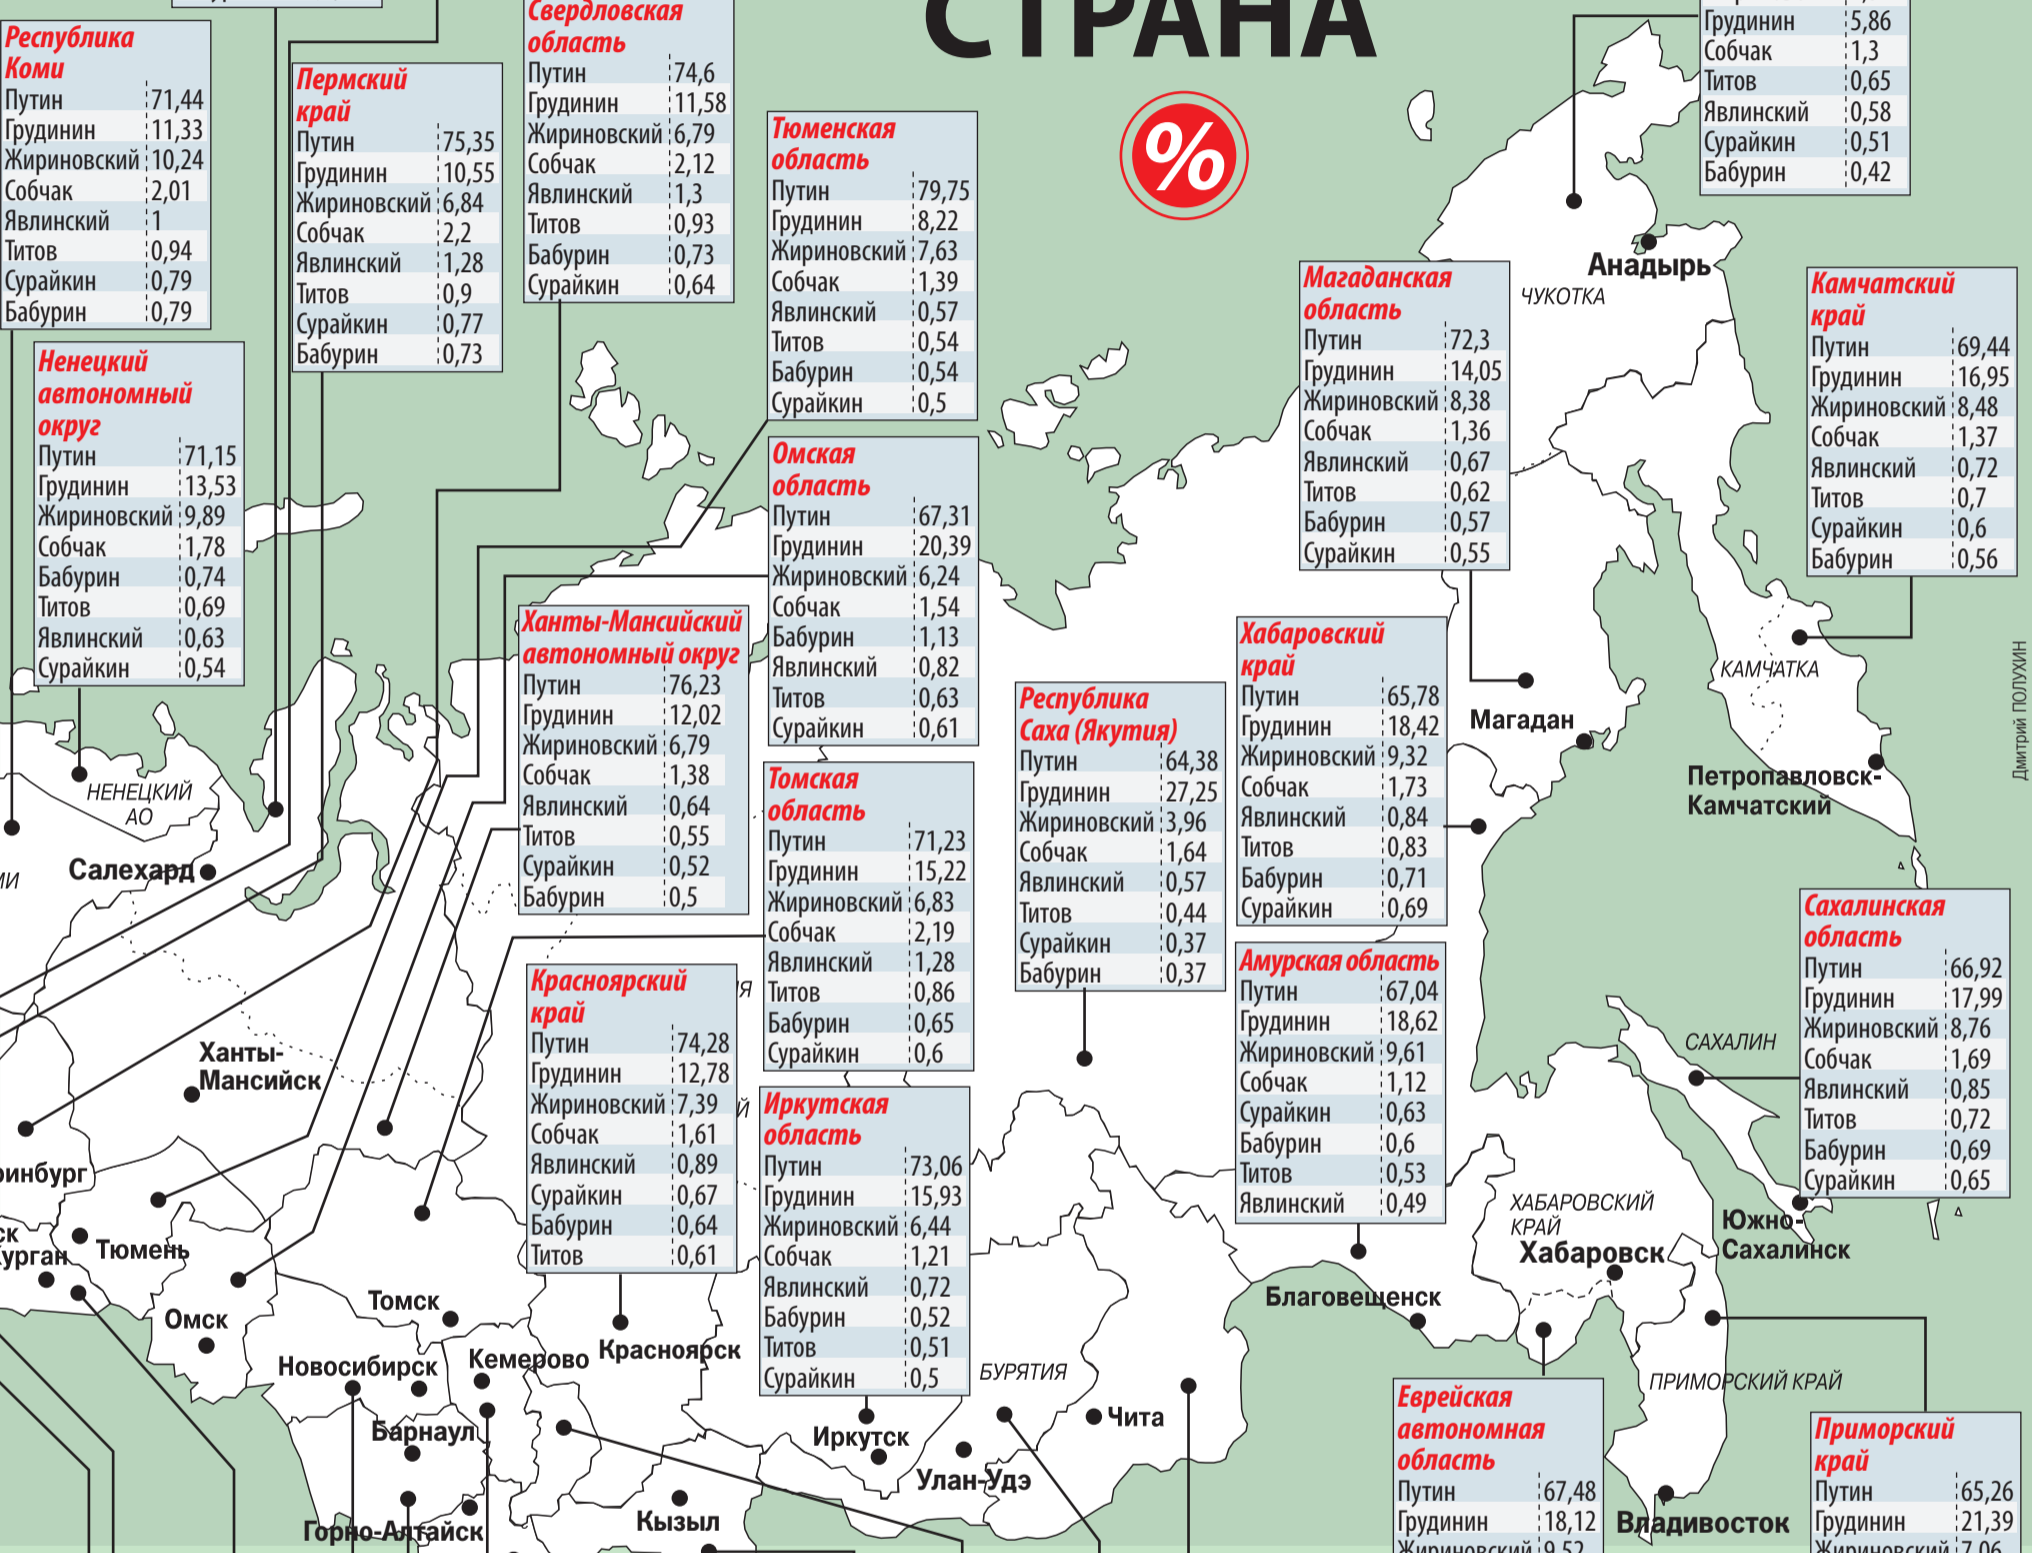 СТРАНА
%
Республика
Коми
Путин 71,44
Грудинин 11,33
Жириновский 10,24
Собчак 2,01
Явлинский 1
Титов 0,94
Сурайкин 0,79
Бабурин 0,79
Ненецкий
автономный
округ
Путин 71,15
Грудинин 13,53
Жириновский 9,89
Собчак 1,78
Бабурин 0,74
Титов 0,69
Явлинский 0,63
Сурайкин 0,54
Пермский
край
Путин 75,35
Грудинин 10,55
Жириновский 6,84
Собчак 2,2
Явлинский 1,28
Титов 0,9
Сурайкин 0,77
Бабурин 0,73
Свердловская
область
Путин 74,6
Грудинин 11,58
Жириновский 6,79
Собчак 2,12
Явлинский 1,3
Титов 0,93
Бабурин 0,73
Сурайкин 0,64
Тюменская
область
Путин 79,75
Грудинин 8,22
Жириновский 7,63
Собчак 1,39
Явлинский 0,57
Титов 0,54
Бабурин 0,54
Сурайкин 0,5
Омская
область
Путин 67,31
Грудинин 20,39
Жириновский 6,24
Собчак 1,54
Бабурин 1,13
Явлинский 0,82
Титов 0,63
Сурайкин 0,61
Ханты-Мансийский
автономный округ
Путин 76,23
Грудинин 12,02
Жириновский 6,79
Собчак 1,38
Явлинский 0,64
Титов 0,55
Сурайкин 0,52
Бабурин 0,5
Томская
область
Путин 71,23
Грудинин 15,22
Жириновский 6,83
Собчак 2,19
Явлинский 1,28
Титов 0,86
Бабурин 0,65
Сурайкин 0,6
Красноярский
край
Путин 74,28
Грудинин 12,78
Жириновский 7,39
Собчак 1,61
Явлинский 0,89
Сурайкин 0,67
Бабурин 0,64
Титов 0,61
Иркутская
область
Путин 73,06
Грудинин 15,93
Жириновский 6,44
Собчак 1,21
Явлинский 0,72
Бабурин 0,52
Титов 0,51
Сурайкин 0,5
Республика
Саха (Якутия)
Путин 64,38
Грудинин 27,25
Жириновский 3,96
Собчак 1,64
Явлинский 0,57
Титов 0,44
Сурайкин 0,37
Бабурин 0,37
Грудинин 5,86
Собчак 1,3
Титов 0,65
Явлинский 0,58
Сурайкин 0,51
Бабурин 0,42
Магаданская
область
Путин 72,3
Грудинин 14,05
Жириновский 8,38
Собчак 1,36
Явлинский 0,67
Титов 0,62
Бабурин 0,57
Сурайкин 0,55
Камчатский
край
Путин 69,44
Грудинин 16,95
Жириновский 8,48
Собчак 1,37
Явлинский 0,72
Титов 0,7
Сурайкин 0,6
Бабурин 0,56
Хабаровский
край
Путин 65,78
Грудинин 18,42
Жириновский 9,32
Собчак 1,73
Явлинский 0,84
Титов 0,83
Бабурин 0,71
Сурайкин 0,69
Амурская область
Путин 67,04
Грудинин 18,62
Жириновский 9,61
Собчак 1,12
Сурайкин 0,63
Бабурин 0,6
Титов 0,53
Явлинский 0,49
Сахалинская
область
Путин 66,92
Грудинин 17,99
Жириновский 8,76
Собчак 1,69
Явлинский 0,85
Титов 0,72
Бабурин 0,69
Сурайкин 0,65
Еврейская
автономная
область
Путин 67,48
Грудинин 18,12
Жириновский 9,52
Приморский
край
Путин 65,26
Грудинин 21,39
Жириновский 7,06
Анадырь
ЧУКОТКА
КАМЧАТКА
Магадан
Петропавловск-
Камчатский
Дмитрий ПОЛУХИН
НЕНЕЦКИЙ
АО
Салехард
Ханты-
Мансийск
САХАЛИН
ХАБАРОВСКИЙ
КРАЙ
Хабаровск
Южно-
Сахалинск
Тюмень
Омск
Томск
Благовещенск
Новосибирск
Кемерово
Красноярск
БУРЯТИЯ
ПРИМОРСКИЙ КРАЙ
Барнаул
Иркутск
Чита
Улан-Удэ
Горно-Алтайск
Кызыл
Владивосток